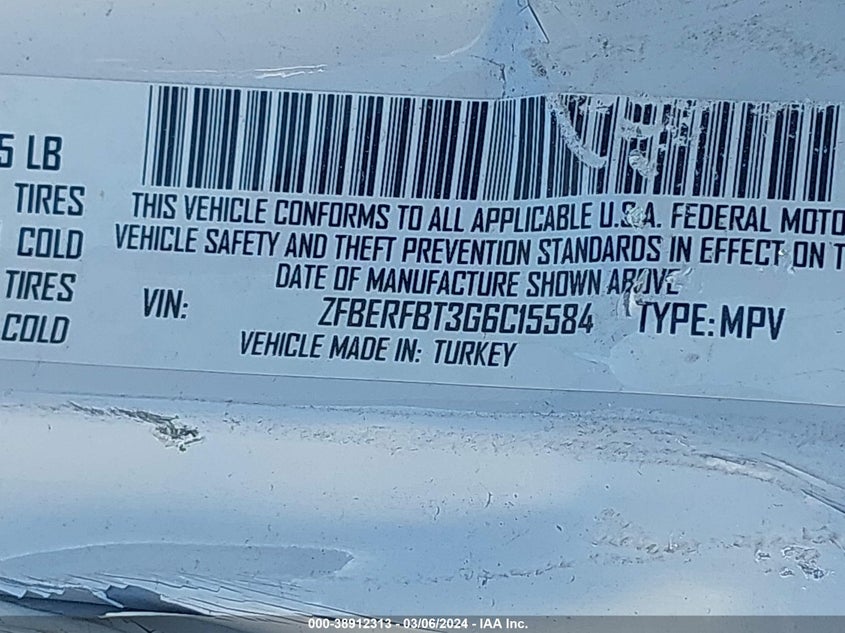 5 LB
TIRES
COLD
TIRES
COLD
THIS VEHICLE CONFORMS TO ALL APPLICABLE U.S.A. FEDERAL MOTO
VEHICLE SAFETY AND THEFT PREVENTION STANDARDS IN EFFECT ON T
DATE OF MANUFACTURE SHOWN ABOVE
VIN: ZFBERFBT3G6C15584 TYPE: MPV
VEHICLE MADE IN: TURKEY
000-38912313 - 03/06/2024 - IAA Inc.